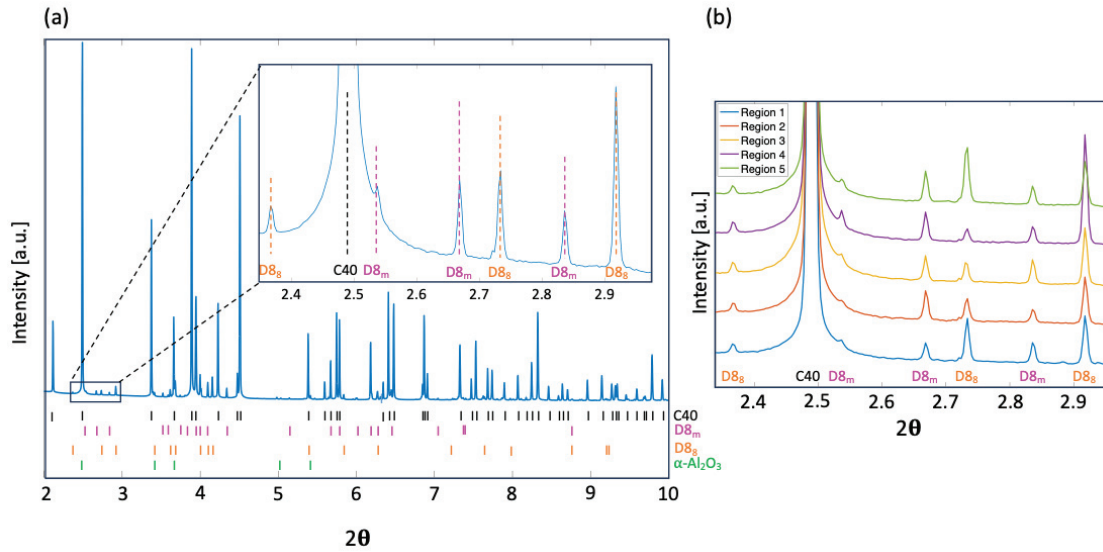 (a)
(b)
Intensity [a.u.]
D8₈
C40
D8ₘ
D8ₘ
D8₈
D8ₘ
D8₈
2.4 2.5 2.6 2.7 2.8 2.9
C40
D8ₘ
D8₈
α-Al₂O₃
2 3 4 5 6 7 8 9 10
2θ
Intensity [a.u.]
Region 1
Region 2
Region 3
Region 4
Region 5
D8₈ C40 D8ₘ D8ₘ D8₈ D8ₘ D8₈
2.4 2.5 2.6 2.7 2.8 2.9
2θ